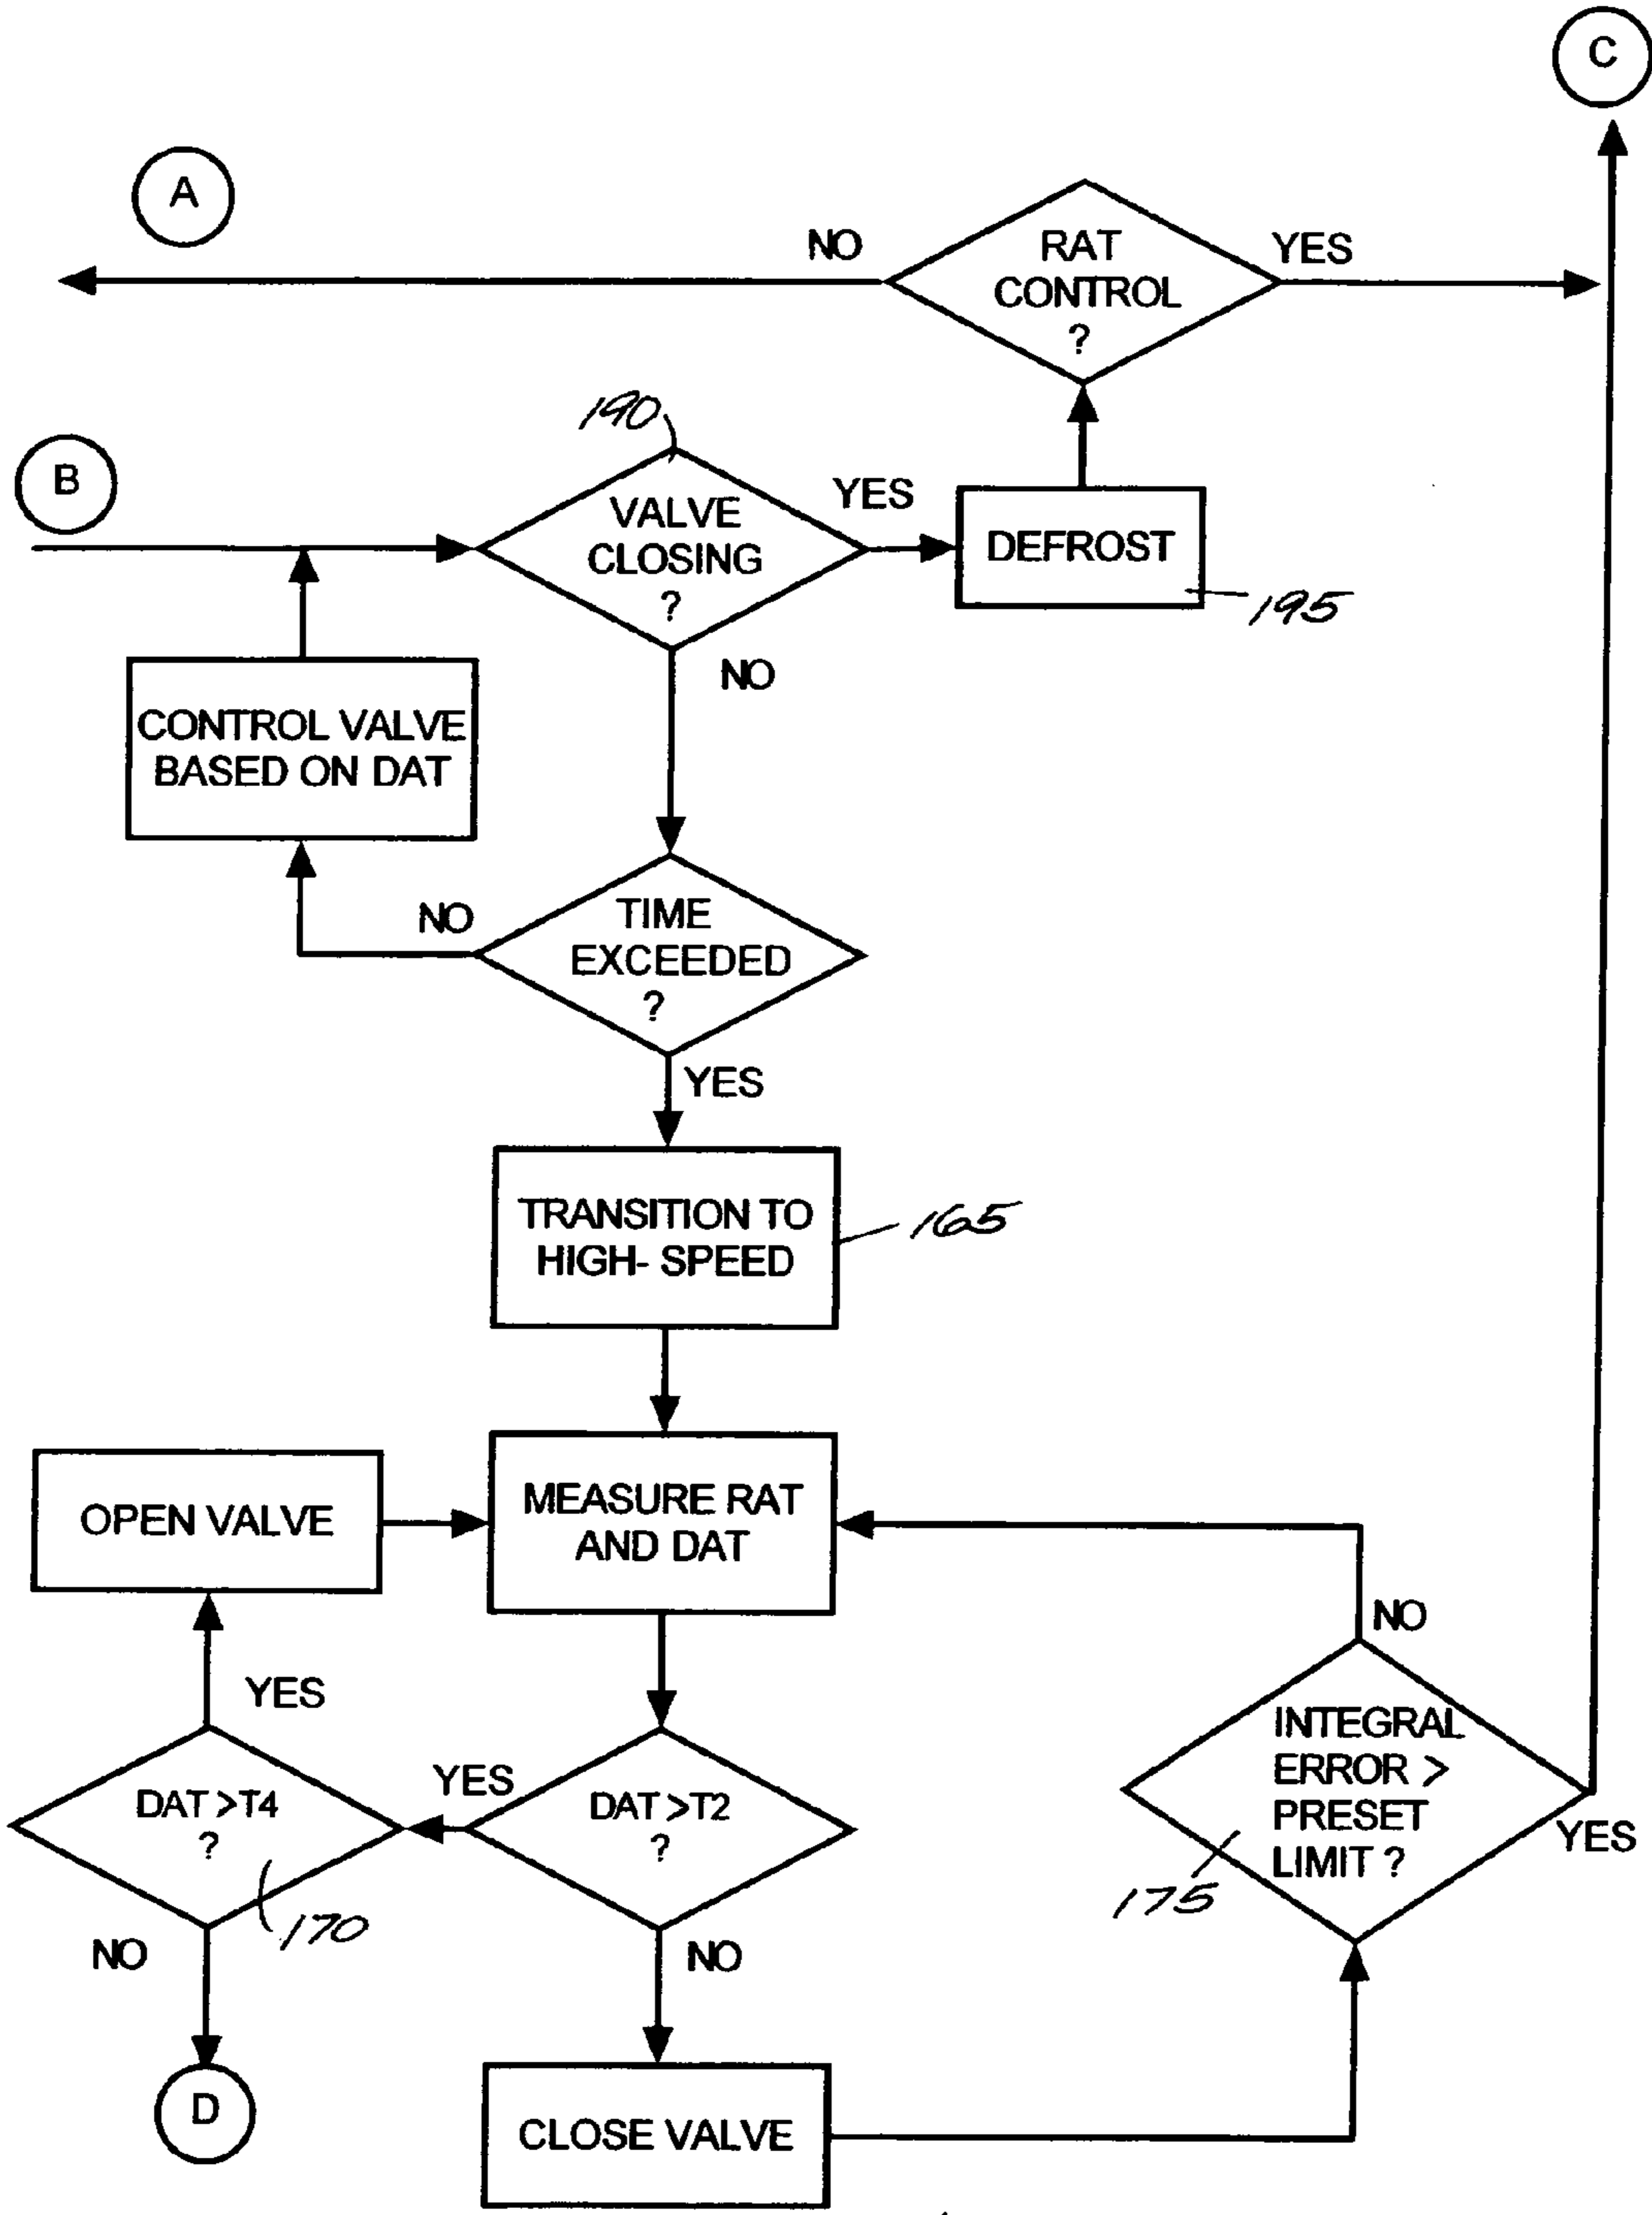 C
A
NO
RAT
CONTROL
?
YES
190
B
VALVE
CLOSING
?
YES
DEFROST
195
NO
CONTROL VALVE
BASED ON DAT
NO
TIME
EXCEEDED
?
YES
TRANSITION TO
HIGH- SPEED
165
OPEN VALVE
MEASURE RAT
AND DAT
NO
YES
DAT >T4
?
170
YES
DAT >T2
?
INTEGRAL
ERROR >
PRESET
LIMIT ?
175
YES
NO
NO
D
CLOSE VALVE